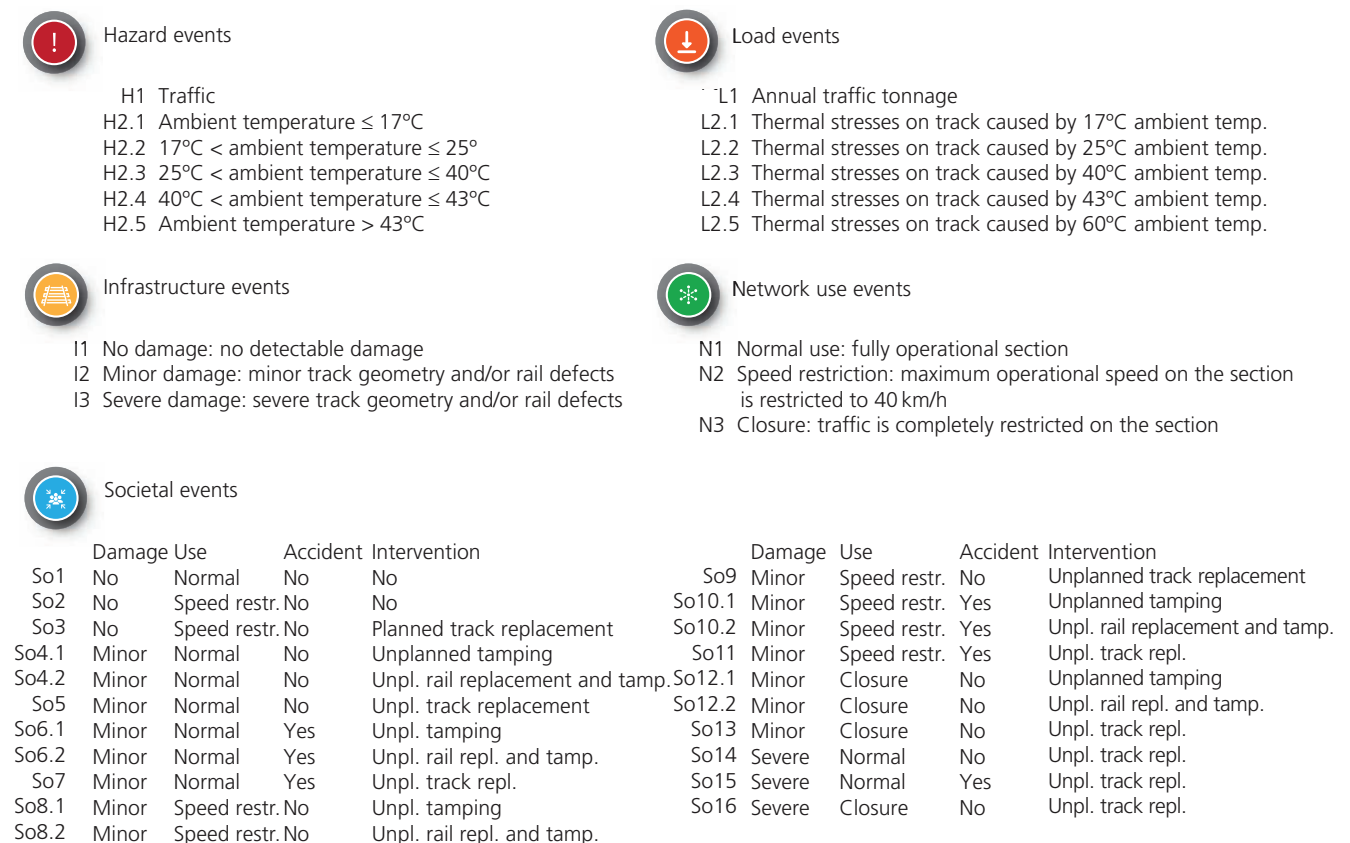 Hazard events
H1 Traffic
H2.1 Ambient temperature ≤ 17ºC
H2.2 17ºC < ambient temperature ≤ 25º
H2.3 25ºC < ambient temperature ≤ 40ºC
H2.4 40ºC < ambient temperature ≤ 43ºC
H2.5 Ambient temperature > 43ºC
Load events
L1 Annual traffic tonnage
L2.1 Thermal stresses on track caused by 17ºC ambient temp.
L2.2 Thermal stresses on track caused by 25ºC ambient temp.
L2.3 Thermal stresses on track caused by 40ºC ambient temp.
L2.4 Thermal stresses on track caused by 43ºC ambient temp.
L2.5 Thermal stresses on track caused by 60ºC ambient temp.
Infrastructure events
I1 No damage: no detectable damage
I2 Minor damage: minor track geometry and/or rail defects
I3 Severe damage: severe track geometry and/or rail defects
Network use events
N1 Normal use: fully operational section
N2 Speed restriction: maximum operational speed on the section
is restricted to 40 km/h
N3 Closure: traffic is completely restricted on the section
Societal events
Damage Use Accident Intervention
So1 No Normal No No
So2 No Speed restr. No No
So3 No Speed restr. No Planned track replacement
So4.1 Minor Normal No Unplanned tamping
So4.2 Minor Normal No Unpl. rail replacement and tamp.
So5 Minor Normal No Unpl. track replacement
So6.1 Minor Normal Yes Unpl. tamping
So6.2 Minor Normal Yes Unpl. rail repl. and tamp.
So7 Minor Normal Yes Unpl. track repl.
So8.1 Minor Speed restr. No Unpl. tamping
So8.2 Minor Speed restr. No Unpl. rail repl. and tamp.
Damage Use Accident Intervention
So9 Minor Speed restr. No Unplanned track replacement
So10.1 Minor Speed restr. Yes Unplanned tamping
So10.2 Minor Speed restr. Yes Unpl. rail replacement and tamp.
So11 Minor Speed restr. Yes Unpl. track repl.
So12.1 Minor Closure No Unplanned tamping
So12.2 Minor Closure No Unpl. rail repl. and tamp.
So13 Minor Closure No Unpl. track repl.
So14 Severe Normal No Unpl. track repl.
So15 Severe Normal Yes Unpl. track repl.
So16 Severe Closure No Unpl. track repl.